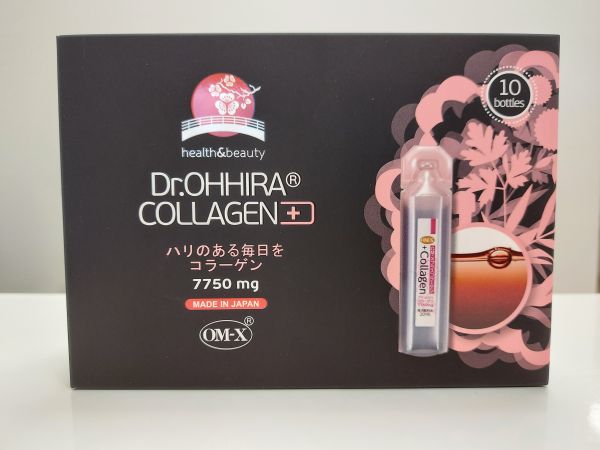 health&beauty
Dr.OHHIRA®
COLLAGEN+
ハリのある毎日を
コラーゲン
7750 mg
MADE IN JAPAN
OM-X®
10
bottles
OM-X
+Collagen